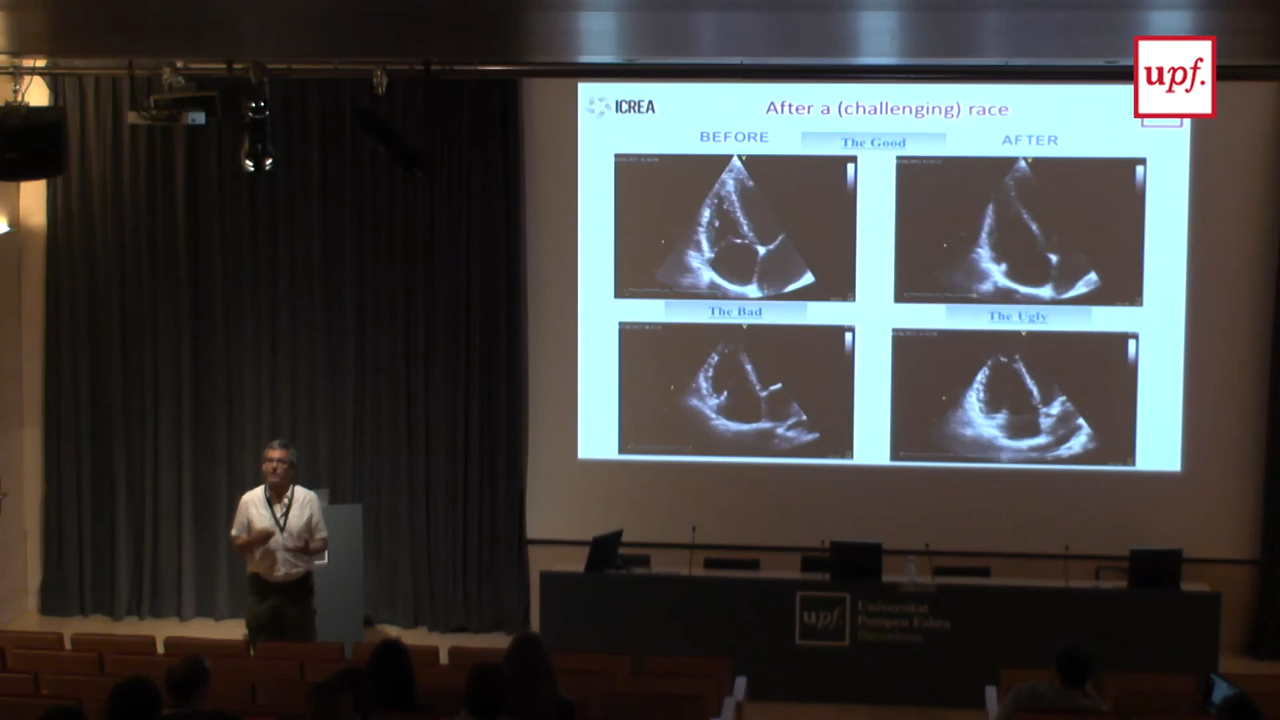 upf.
ICREA
After a (challenging) race
BEFORE
The Good
AFTER
The Bad
The Ugly
upf.
Universitat
Pompeu Fabra
Barcelona